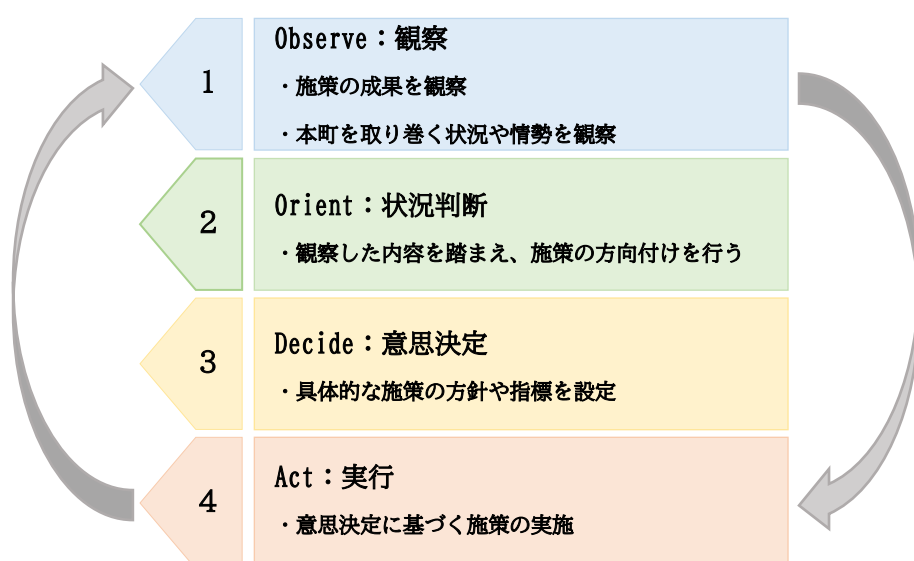 1
Observe：観察
・施策の成果を観察
・本町を取り巻く状況や情勢を観察
2
Orient：状況判断
・観察した内容を踏まえ、施策の方向付けを行う
3
Decide：意思決定
・具体的な施策の方針や指標を設定
4
Act：実行
・意思決定に基づく施策の実施